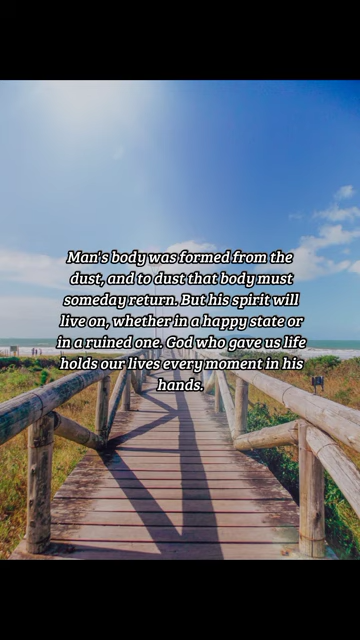 Man's body was formed from the
dust, and to dust that body must
someday return. But his spirit will
live on, whether in a happy state or
in a ruined one. God who gave us life
holds our lives every moment in his
hands.